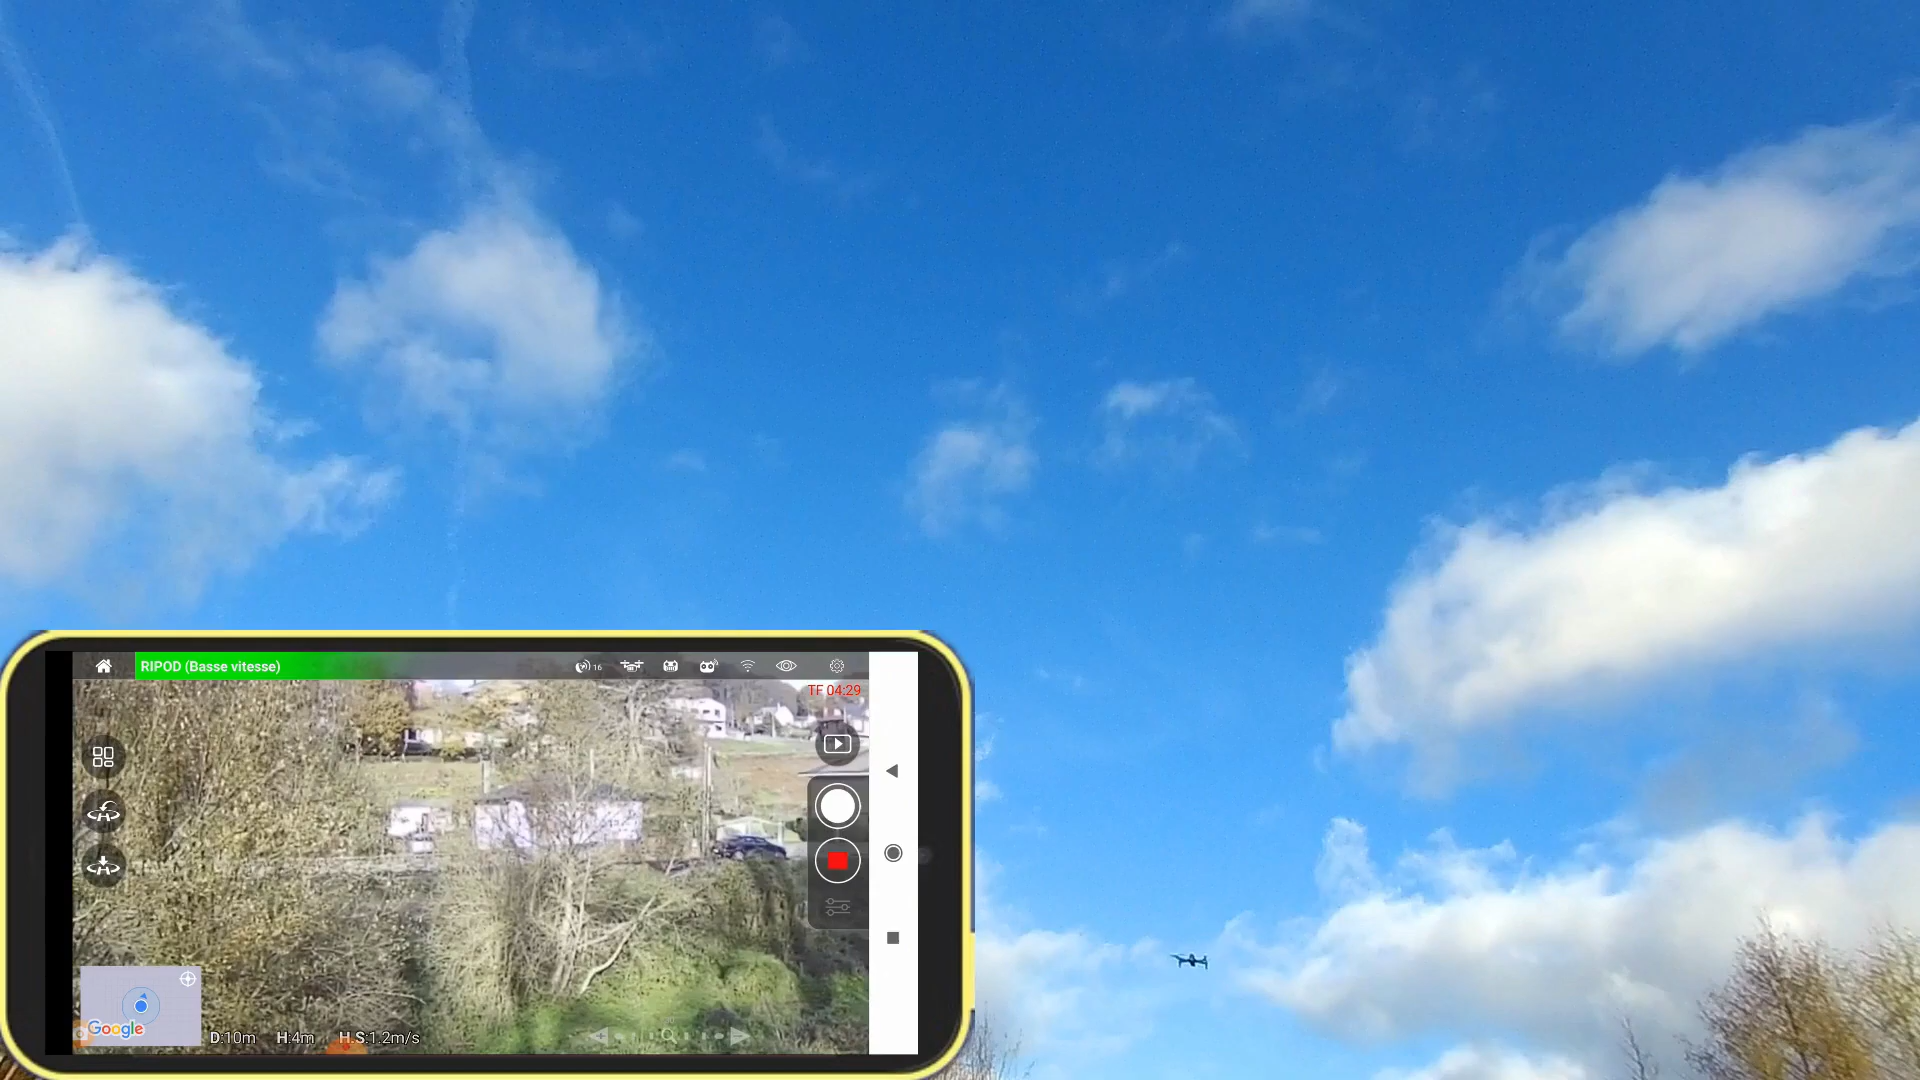 RIPOD (Basse vitesse)
16
TF 04:29
Google
D:10m H:4m H.S:1.2m/s